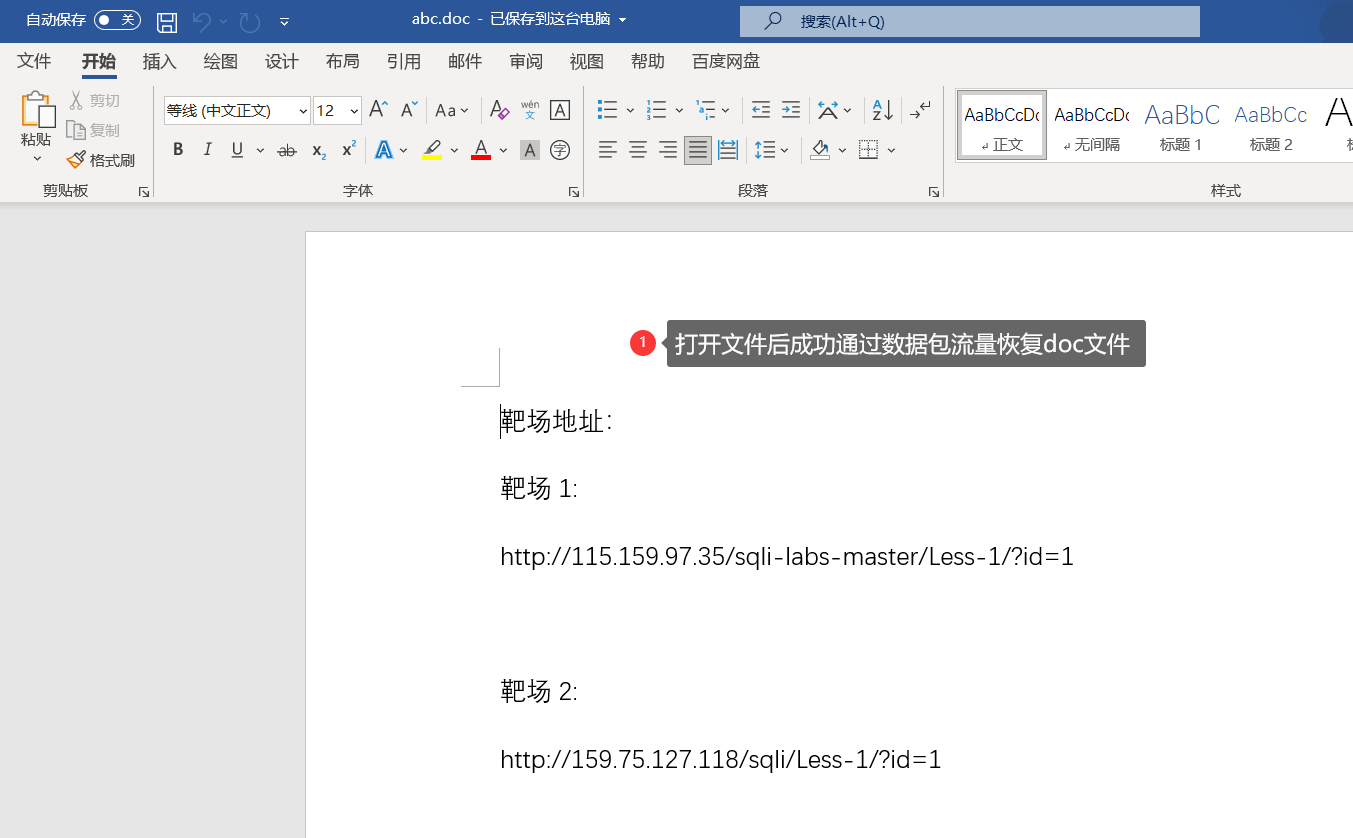 自动保存 关 abc.doc - 已保存到这台电脑 搜索(Alt+Q)
文件 开始 插入 绘图 设计 布局 引用 邮件 审阅 视图 帮助 百度网盘
粘贴 剪切 复制 格式刷
等线 (中文正文) 12 A A Aa A wén 文 A
B I U ab x2 x2 A A A 字
AaBbCcDc AaBbCcDc AaBbC AaBbCc A
正文 无间隔 标题 1 标题 2
剪贴板 字体 段落 样式
1 打开文件后成功通过数据包流量恢复doc文件
靶场地址:
靶场 1:
http://115.159.97.35/sqli-labs-master/Less-1/?id=1
靶场 2:
http://159.75.127.118/sqli/Less-1/?id=1